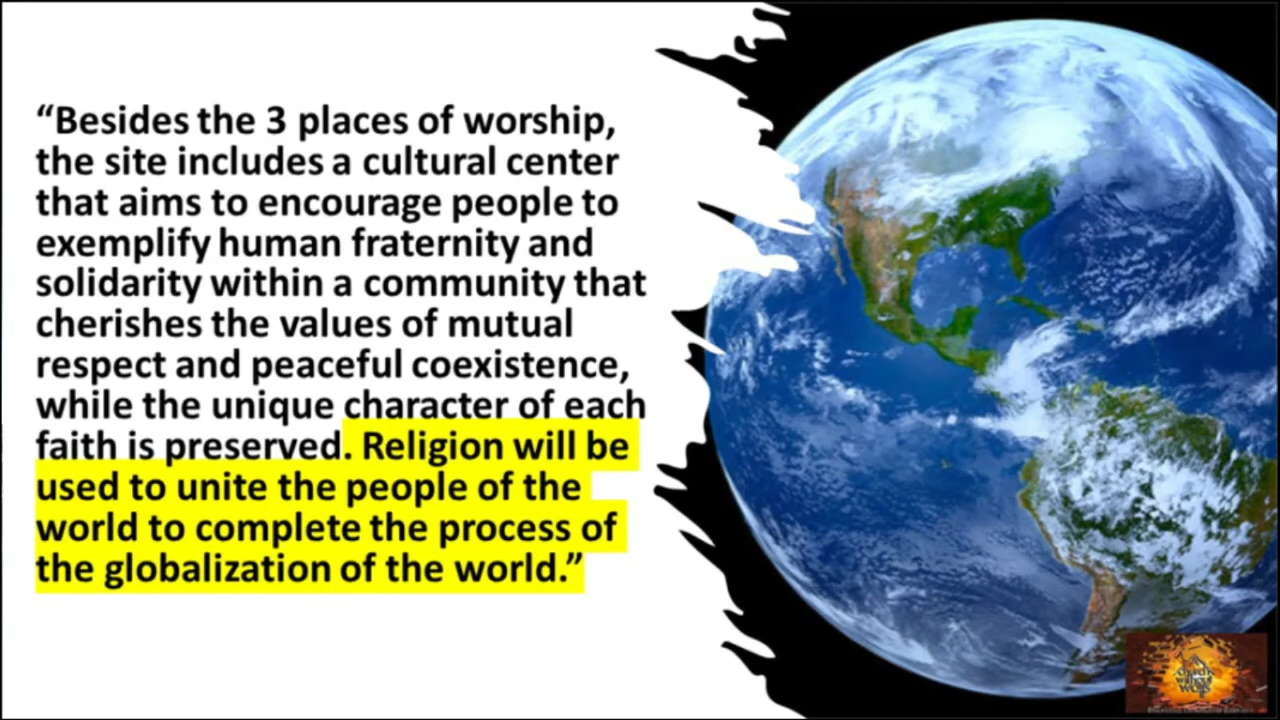 “Besides the 3 places of worship,
the site includes a cultural center
that aims to encourage people to
exemplify human fraternity and
solidarity within a community that
cherishes the values of mutual
respect and peaceful coexistence,
while the unique character of each
faith is preserved. Religion will be
used to unite the people of the
world to complete the process of
the globalization of the world.”
church
without